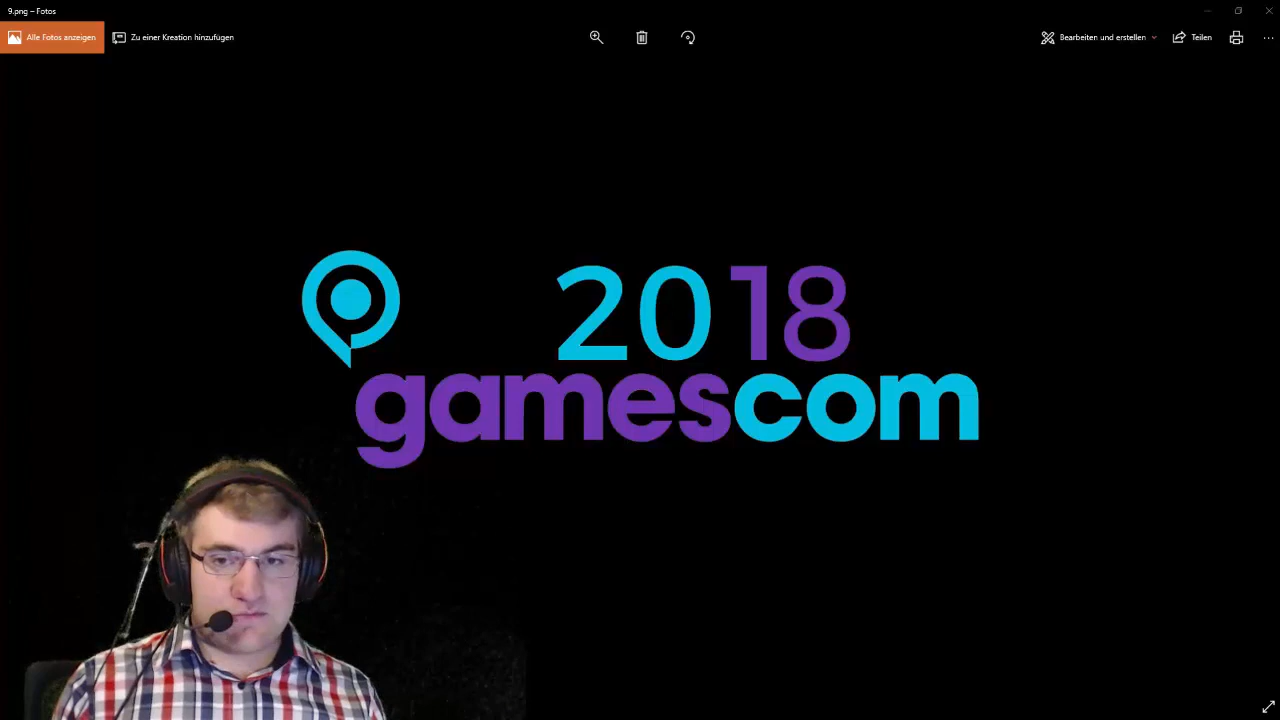 9.png – Fotos
Alle Fotos anzeigen
Zu einer Kreation hinzufügen
Bearbeiten und erstellen
Teilen
2018
gamescom